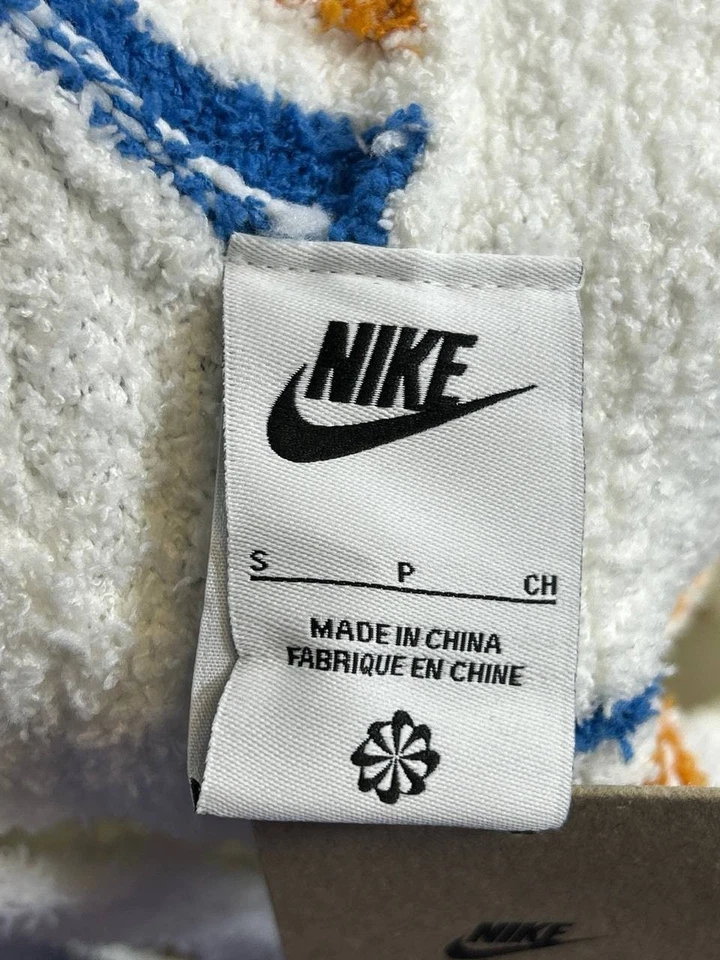 NIKE
S P CH
MADE IN CHINA
FABRIQUE EN CHINE
NIKE